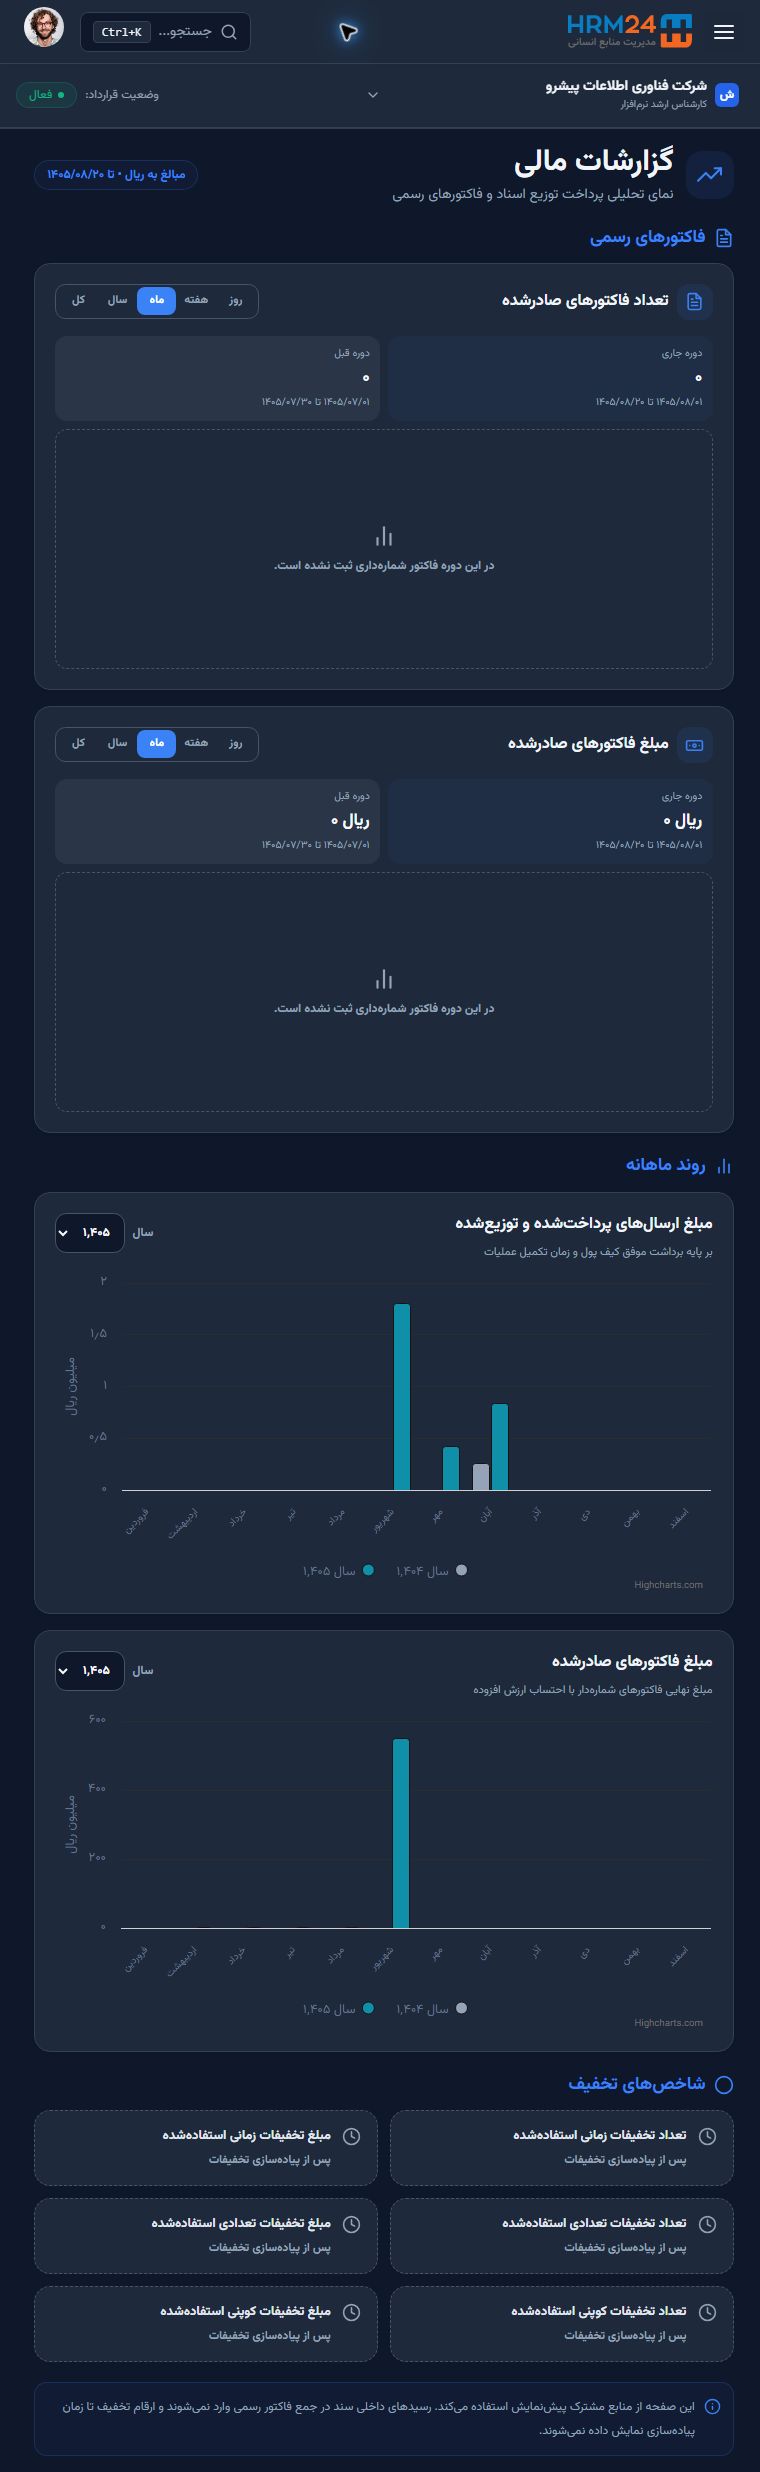 HRM24
مدیریت منابع انسانی
جستجو...
Ctrl+K
ش
شرکت فناوری اطلاعات پیشرو
کارشناس ارشد نرم‌افزار
وضعیت قرارداد:
فعال
گزارشات مالی
نمای تحلیلی پرداخت توزیع اسناد و فاکتورهای رسمی
مبالغ به ریال • تا ۱۴۰۵/۰۸/۲۰
فاکتورهای رسمی
تعداد فاکتورهای صادرشده
روز هفته ماه سال کل
دوره جاری
۰
۱۴۰۵/۰۸/۰۱ تا ۱۴۰۵/۰۸/۲۰
دوره قبل
۰
۱۴۰۵/۰۷/۰۱ تا ۱۴۰۵/۰۷/۳۰
در این دوره فاکتور شماره‌داری ثبت نشده است.
مبلغ فاکتورهای صادرشده
روز هفته ماه سال کل
دوره جاری
ریال ۰
۱۴۰۵/۰۸/۰۱ تا ۱۴۰۵/۰۸/۲۰
دوره قبل
ریال ۰
۱۴۰۵/۰۷/۰۱ تا ۱۴۰۵/۰۷/۳۰
در این دوره فاکتور شماره‌داری ثبت نشده است.
روند ماهانه
مبلغ ارسال‌های پرداخت‌شده و توزیع‌شده
بر پایه برداشت موفق کیف پول و زمان تکمیل عملیات
سال
۱,۴۰۵
۲
۱٫۵
۱
۰٫۵
۰
میلیون ریال
فروردین اردیبهشت خرداد تیر مرداد شهریور مهر آبان آذر دی بهمن اسفند
سال ۱,۴۰۴
سال ۱,۴۰۵
Highcharts.com
مبلغ فاکتورهای صادرشده
مبلغ نهایی فاکتورهای شماره‌دار با احتساب ارزش افزوده
سال
۱,۴۰۵
۶۰۰
۴۰۰
۲۰۰
۰
میلیون ریال
فروردین اردیبهشت خرداد تیر مرداد شهریور مهر آبان آذر دی بهمن اسفند
سال ۱,۴۰۴
سال ۱,۴۰۵
Highcharts.com
شاخص‌های تخفیف
تعداد تخفیفات زمانی استفاده‌شده
پس از پیاده‌سازی تخفیفات
مبلغ تخفیفات زمانی استفاده‌شده
پس از پیاده‌سازی تخفیفات
تعداد تخفیفات تعدادی استفاده‌شده
پس از پیاده‌سازی تخفیفات
مبلغ تخفیفات تعدادی استفاده‌شده
پس از پیاده‌سازی تخفیفات
تعداد تخفیفات کوپنی استفاده‌شده
پس از پیاده‌سازی تخفیفات
مبلغ تخفیفات کوپنی استفاده‌شده
پس از پیاده‌سازی تخفیفات
این صفحه از منابع مشترک پیش‌نمایش استفاده می‌کند. رسیدهای داخلی سند در جمع فاکتور رسمی وارد نمی‌شوند و ارقام تخفیف تا زمان
پیاده‌سازی نمایش داده نمی‌شوند.